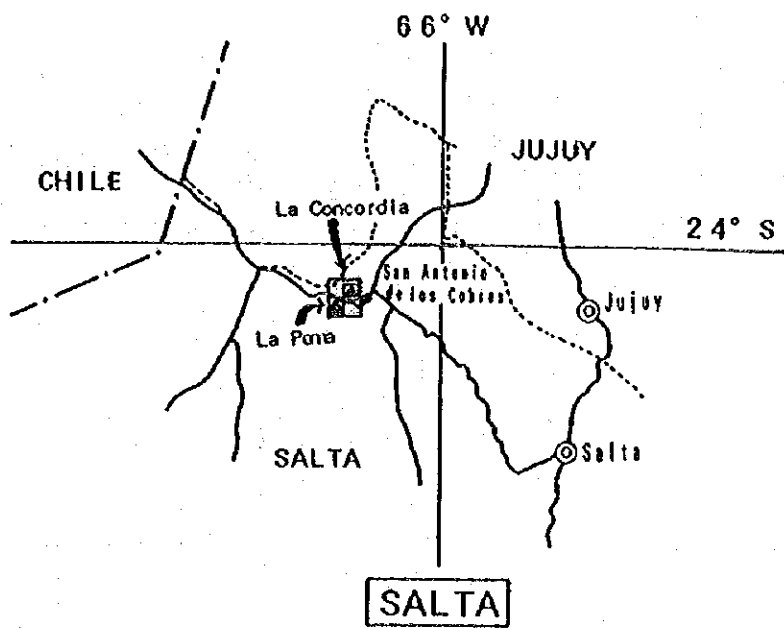 66° W
JUJUY
CHILE
La Concordia
24° S
San Antonio
de los Cobres
Jujuy
La Poma
SALTA
Salta
SALTA